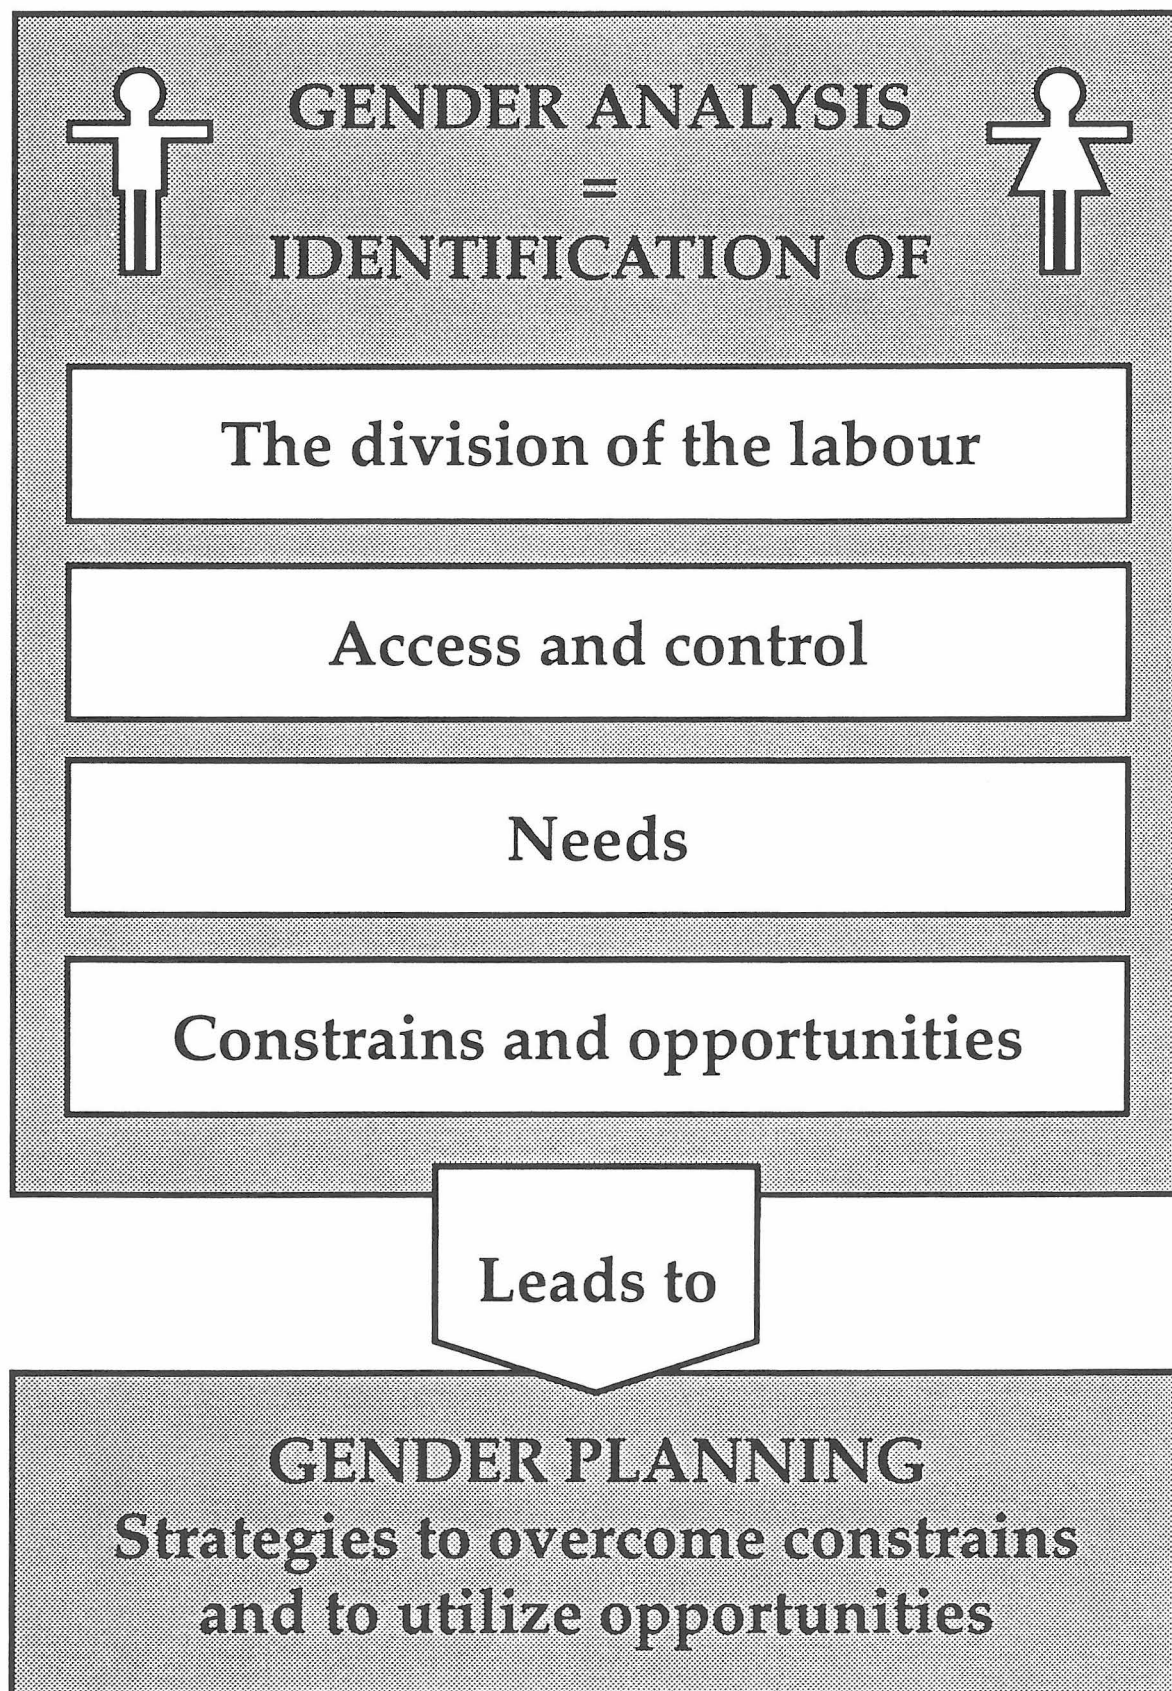 GENDER ANALYSIS
=
IDENTIFICATION OF
The division of the labour
Access and control
Needs
Constrains and opportunities
Leads to
GENDER PLANNING
Strategies to overcome constrains
and to utilize opportunities